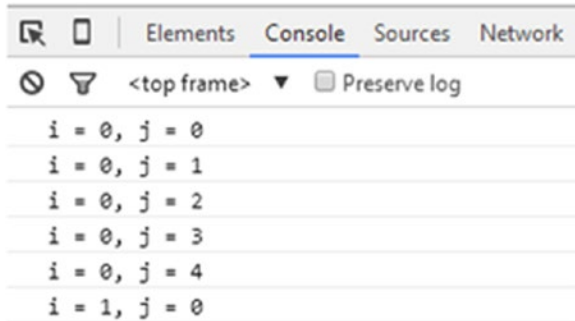 Elements Console Sources Network
<top frame> ▼ Preserve log
i = 0, j = 0
i = 0, j = 1
i = 0, j = 2
i = 0, j = 3
i = 0, j = 4
i = 1, j = 0